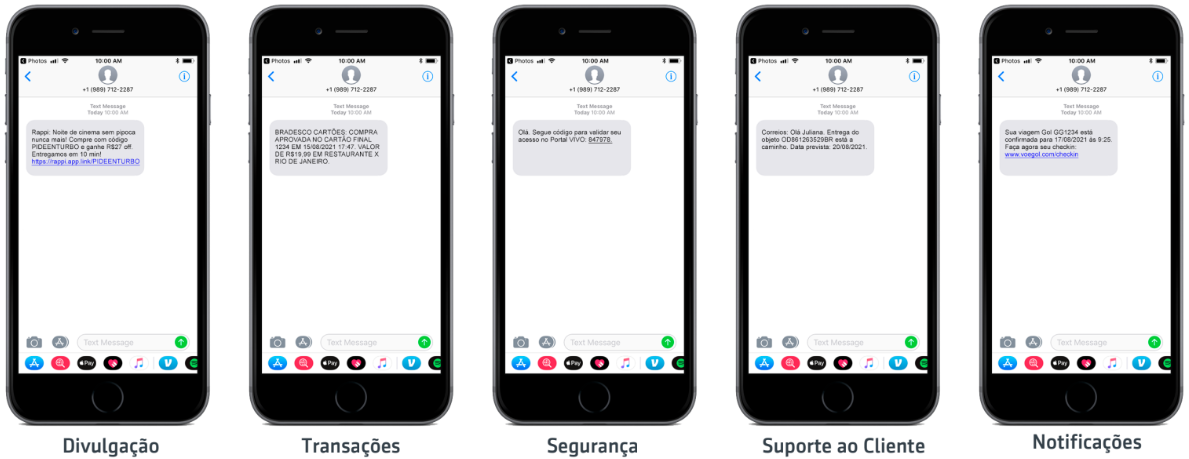 Photos 10:00 AM
+1 (989) 712-2287
Text Message
Today 10:00 AM
Rappi: Noite de cinema sem pipoca
nunca mais! Compre com código
PIDEENTURBO e ganhe R$27 off.
Entregamos em 10 min!
https://rappi.app.link/PIDEENTURBO
Text Message
Pay
Divulgação
Photos 10:00 AM
+1 (989) 712-2287
Text Message
Today 10:00 AM
BRADESCO CARTÕES: COMPRA
APROVADA NO CARTÃO FINAL
1234 EM 15/08/2021 17:47. VALOR
DE R$19,99 EM RESTAURANTE X
RIO DE JANEIRO.
Text Message
Pay
Transações
Photos 10:00 AM
+1 (989) 712-2287
Text Message
Today 10:00 AM
Olá. Segue código para validar seu
acesso no Portal VIVO: 847978.
Text Message
Pay
Segurança
Photos 10:00 AM
+1 (989) 712-2287
Text Message
Today 10:00 AM
Correios: Olá Juliana. Entrega do
objeto OD861263529BR está a
caminho. Data prevista: 20/08/2021.
Text Message
Pay
Suporte ao Cliente
Photos 10:00 AM
+1 (989) 712-2287
Text Message
Today 10:00 AM
Sua viagem Gol GG1234 está
confirmada para 17/08/2021 às 9:25.
Faça agora seu checkin:
www.voegol.com/checkin
Text Message
Pay
Notificações